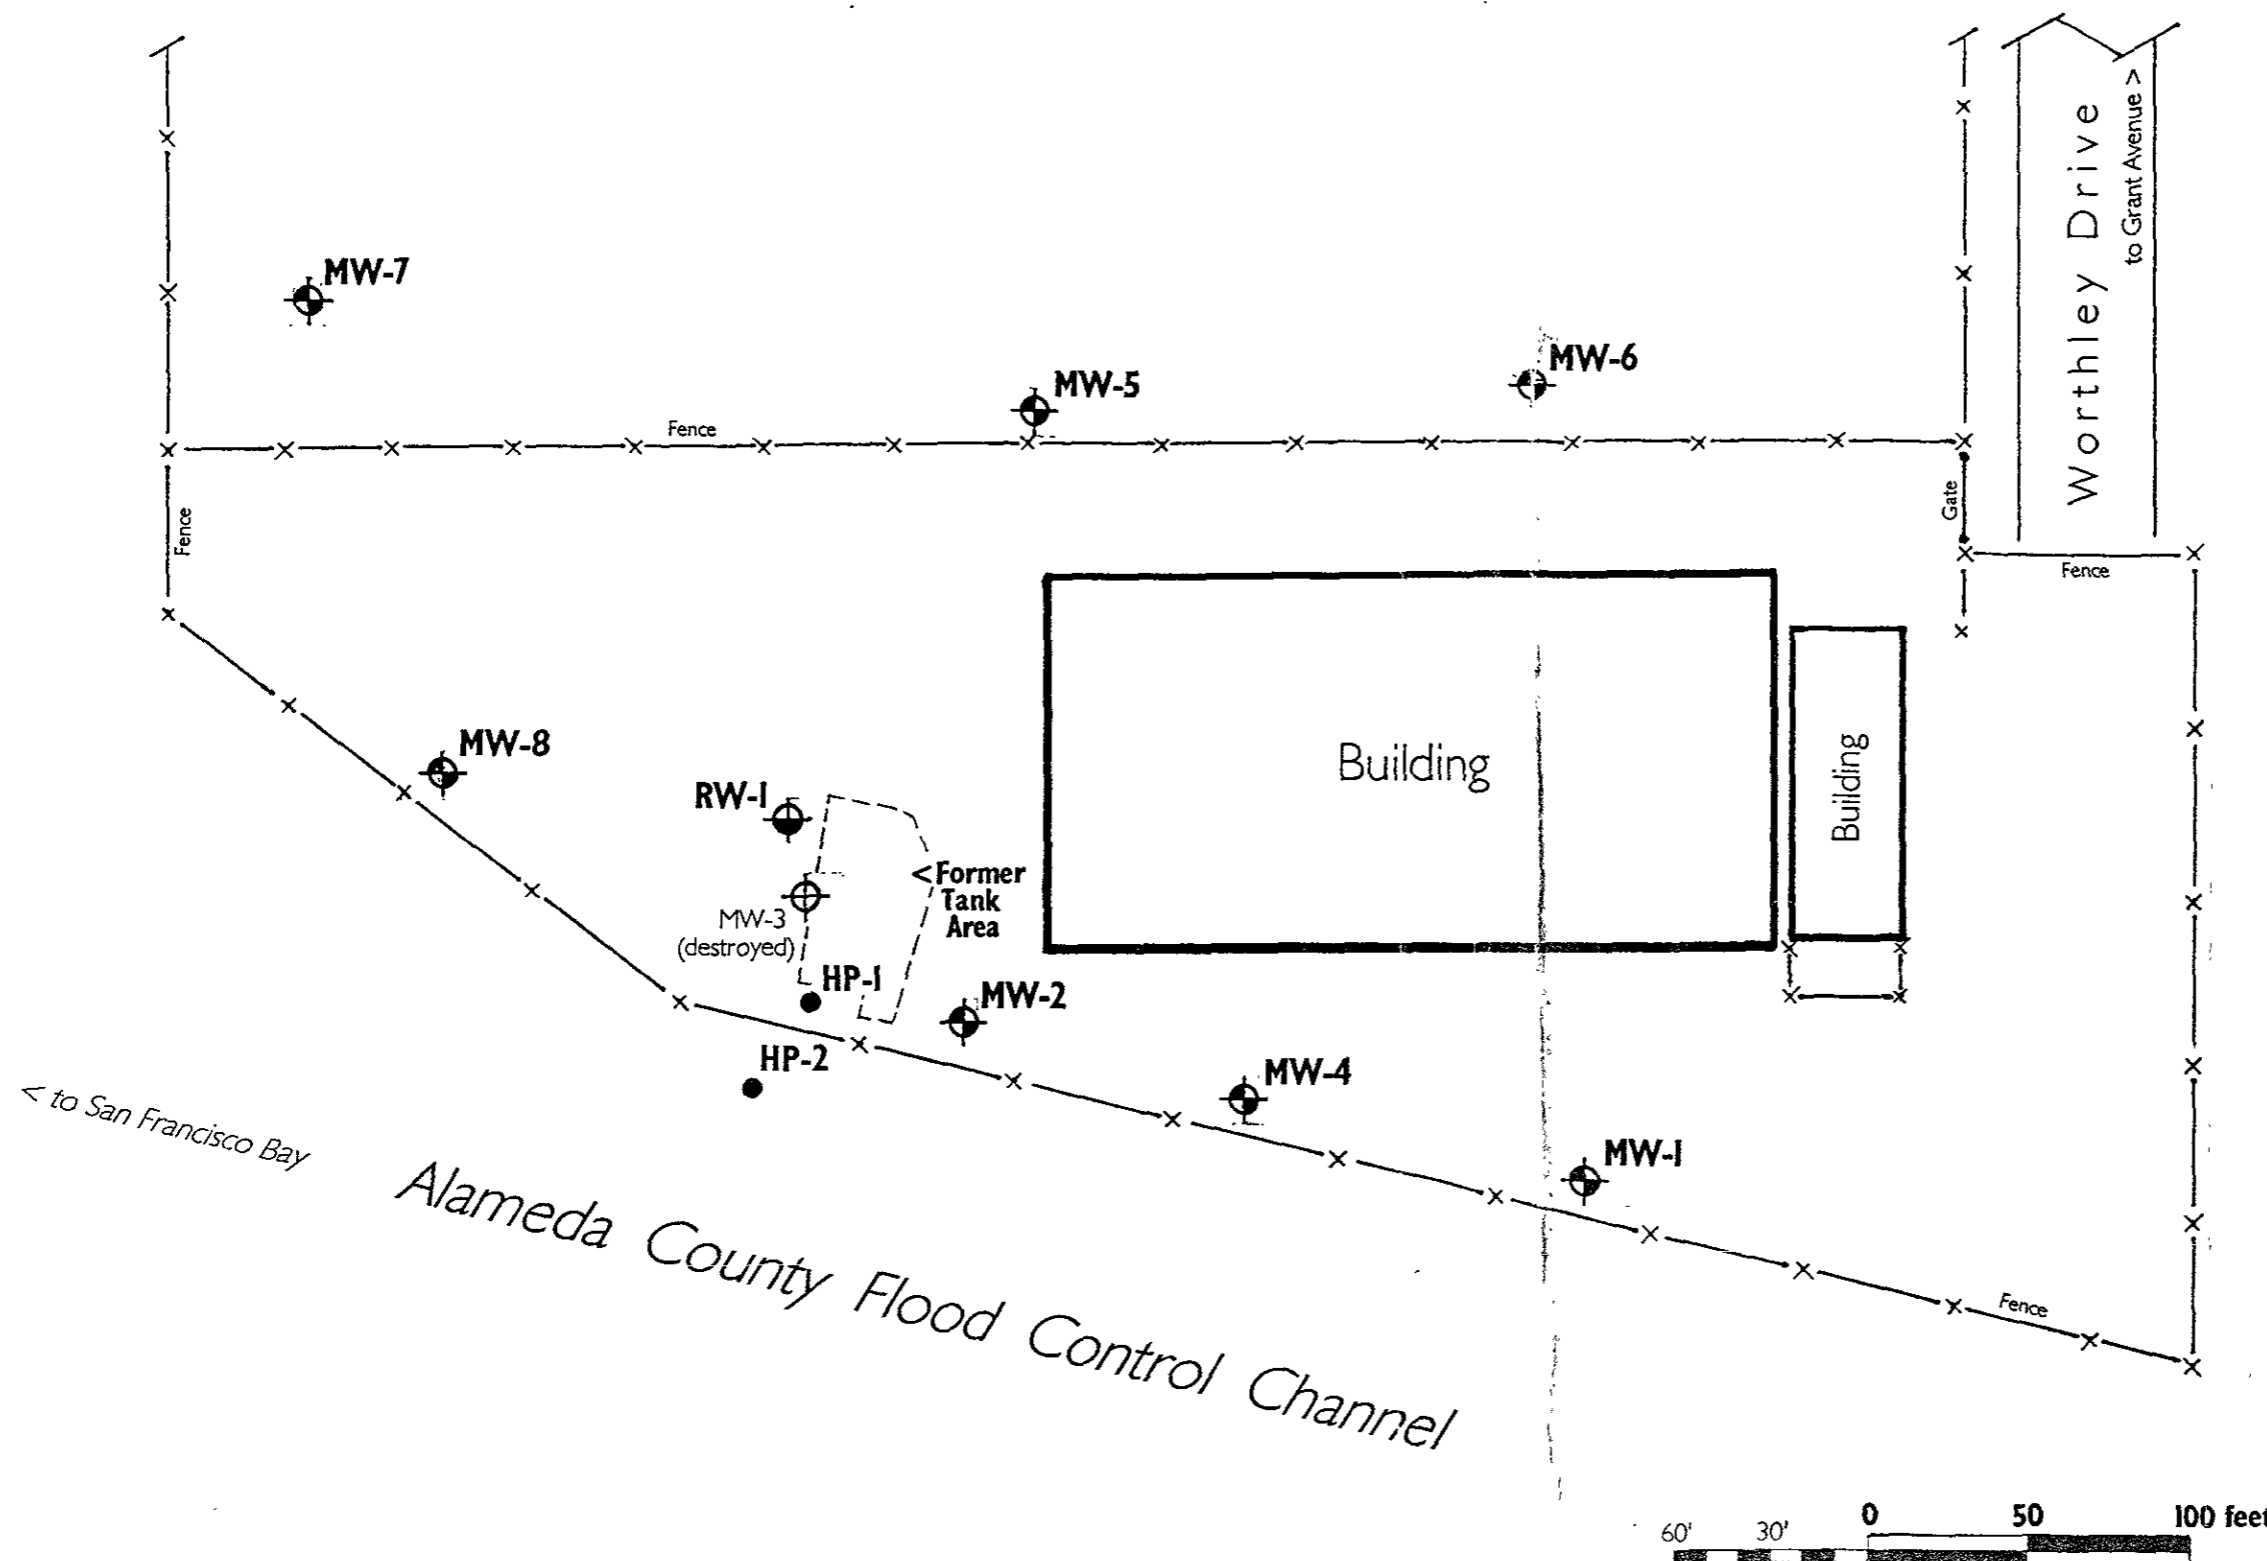 Worthley Drive
to Grant Avenue >
MW-7
MW-6
MW-5
Fence
Gate
Fence
Fence
MW-8
Building
Building
RW-1
<Former
Tank
Area
MW-3
(destroyed)
HP-1
MW-2
HP-2
MW-4
< to San Francisco Bay
MW-1
Alameda County Flood Control Channel
Fence
0 50 100 feet
60' 30'